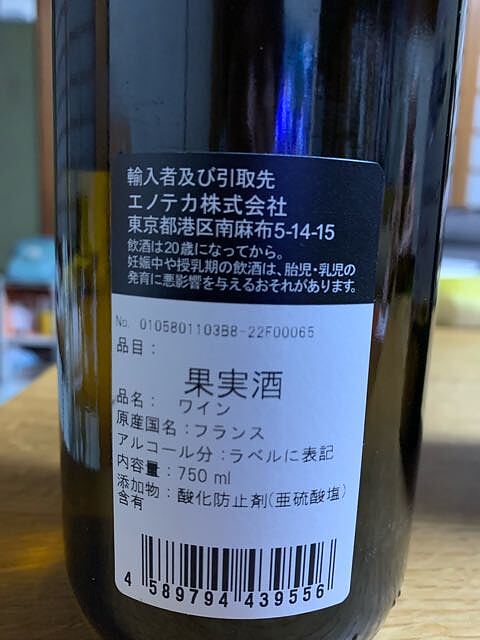 輸入者及び引取先
エノテカ株式会社
東京都港区南麻布5-14-15
飲酒は20歳になってから。
妊娠中や授乳期の飲酒は、胎児・乳児の
発育に悪影響を与えるおそれがあります。
No. 0105801103B8-22F00065
品目：
果実酒
品名： ワイン
原産国名：フランス
アルコール分：ラベルに表記
内容量：750 ml
添加物：酸化防止剤(亜硫酸塩)
含有
4 589794 439556